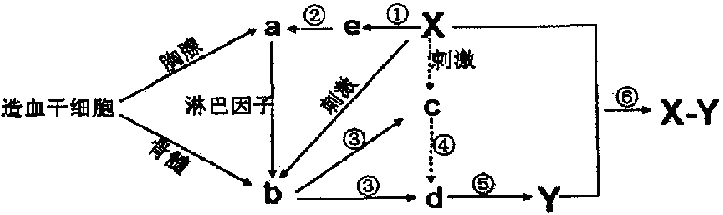 a ② e ① X
胸腺
刺激
造血干细胞
淋巴因子
刺激
c
⑥ X-Y
③
④
骨髓
b ③ d ⑤ Y